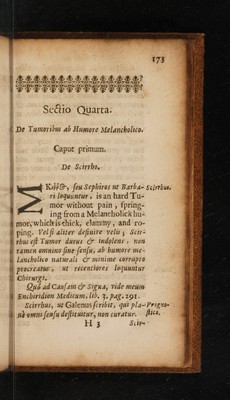 173
Sectio Quarta.
De Tumoribus ab Humore Melancholico.
Caput primum.
De Scirrho.
seu Sephiros ut Barba- Scirrhus.
ri loquuntur, is an hard Tu-
mor without pain, spring-
ing from a Melancholick hu-
mor, which is thick, clammy, and ro-
ping. Vel si aliter definire velis; Scir-
rhus est Tumor durus & indolens, non
tamen omnino sine sensu, ab humore me-
lancholico naturali & minime corrupto
procreatus, ut recentiores loquuntur
Chirurgi.
Quò ad Causam & Signa, vide meum
Enchiridion Medicum, lib. 3. pag. 291.
Scirrhus, ut Galenus scribit, qui pla- Progno-
nè omni sensu destituitur, non curatur. stica.
H 3 Scir-